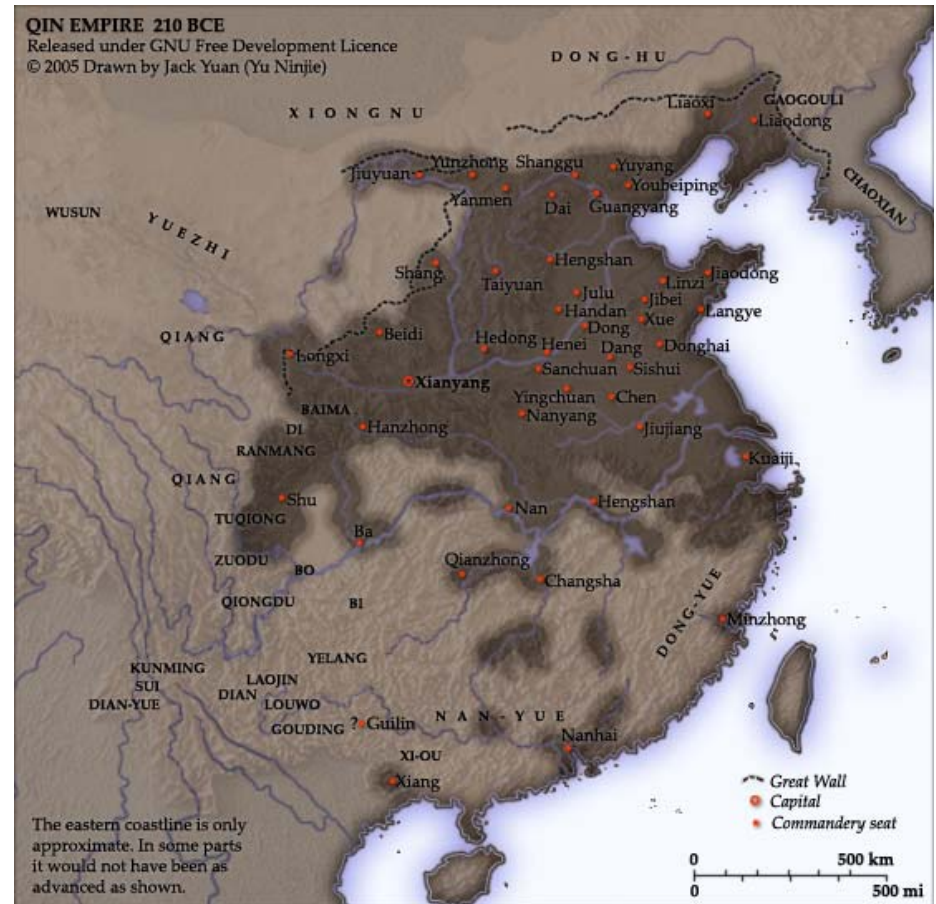 QIN EMPIRE 210 BCE
Released under GNU Free Development Licence
© 2005 Drawn by Jack Yuan (Yu Ninjie)
DONG-HU
XIONGNU
Liaoxi
GAOGOULI
Liaodong
Jiuyuan
Yunzhong
Shanggu
Yuyang
Youbeiping
Yanmen
Dai
Guangyang
CHAOXIAN
WUSUN
YUEZHI
Shang
Taiyuan
Hengshan
Linzi
Jiaodong
Julu
Jibei
Handan
Xue
Langye
Dong
QIANG
Beidi
Hedong
Henei
Dang
Donghai
Longxi
Sanchuan
Sishui
Xianyang
Yingchuan
Chen
BAIMA
Nanyang
DI
Hanzhong
Jiujiang
RANMANG
Kuaiji
QIANG
Shu
Nan
Hengshan
TUQIONG
Ba
ZUODU
BO
Qianzhong
Changsha
QIONGDU
BI
DONG-YUE
Minzhong
YELANG
KUNMING
SUI
LAOJIN
DIAN
DIAN-YUE
LOUWO
GOUDING
? Guilin
NAN-YUE
Nanhai
XI-OU
Xiang
Great Wall
Capital
Commandery seat
The eastern coastline is only
approximate. In some parts
it would not have been as
advanced as shown.
0 500 km
0 500 mi